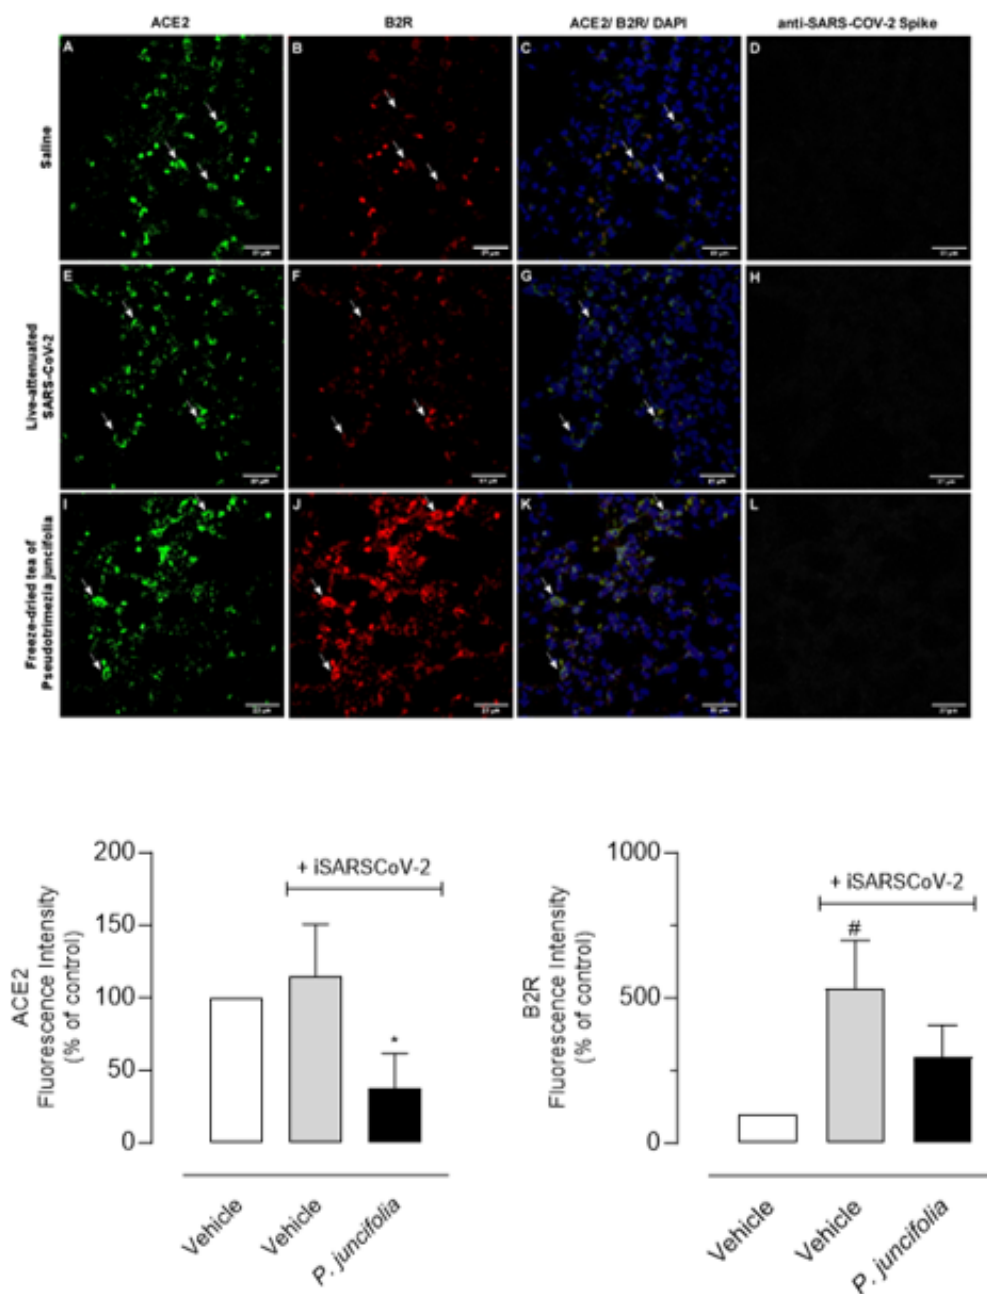 ACE2
B2R
ACE2/ B2R/ DAPI
anti-SARS-COV-2 Spike
Saline
A
B
C
D
Live-attenuated
SARS-CoV-2
E
F
G
H
Freeze-dried tea of
Pseudotrimezia juncifolia
I
J
K
L
200
150
100
50
0
ACE2
Fluorescence Intensity
(% of control)
+ iSARSCoV-2
*
Vehicle
Vehicle
P. juncifolia
1000
500
0
B2R
Fluorescence Intensity
(% of control)
+ iSARSCoV-2
#
Vehicle
Vehicle
P. juncifolia